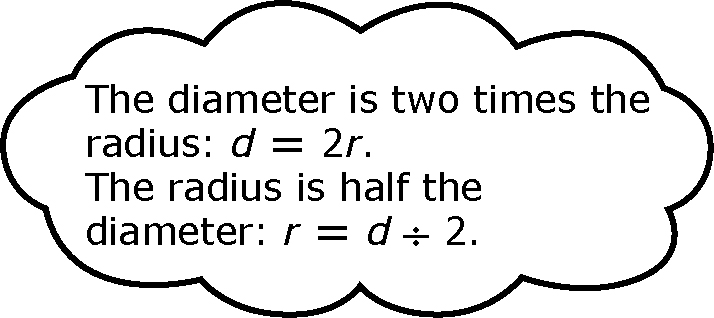 The diameter is two times the
radius: d = 2r.
The radius is half the
diameter: r = d ÷ 2.